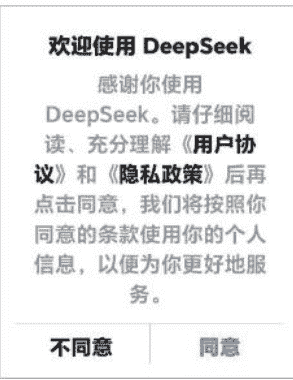 欢迎使用 DeepSeek
感谢你使用
DeepSeek。请仔细阅
读、充分理解《用户协
议》和《隐私政策》后再
点击同意，我们将按照你
同意的条款使用你的个人
信息，以便为你更好地服
务。
不同意
同意